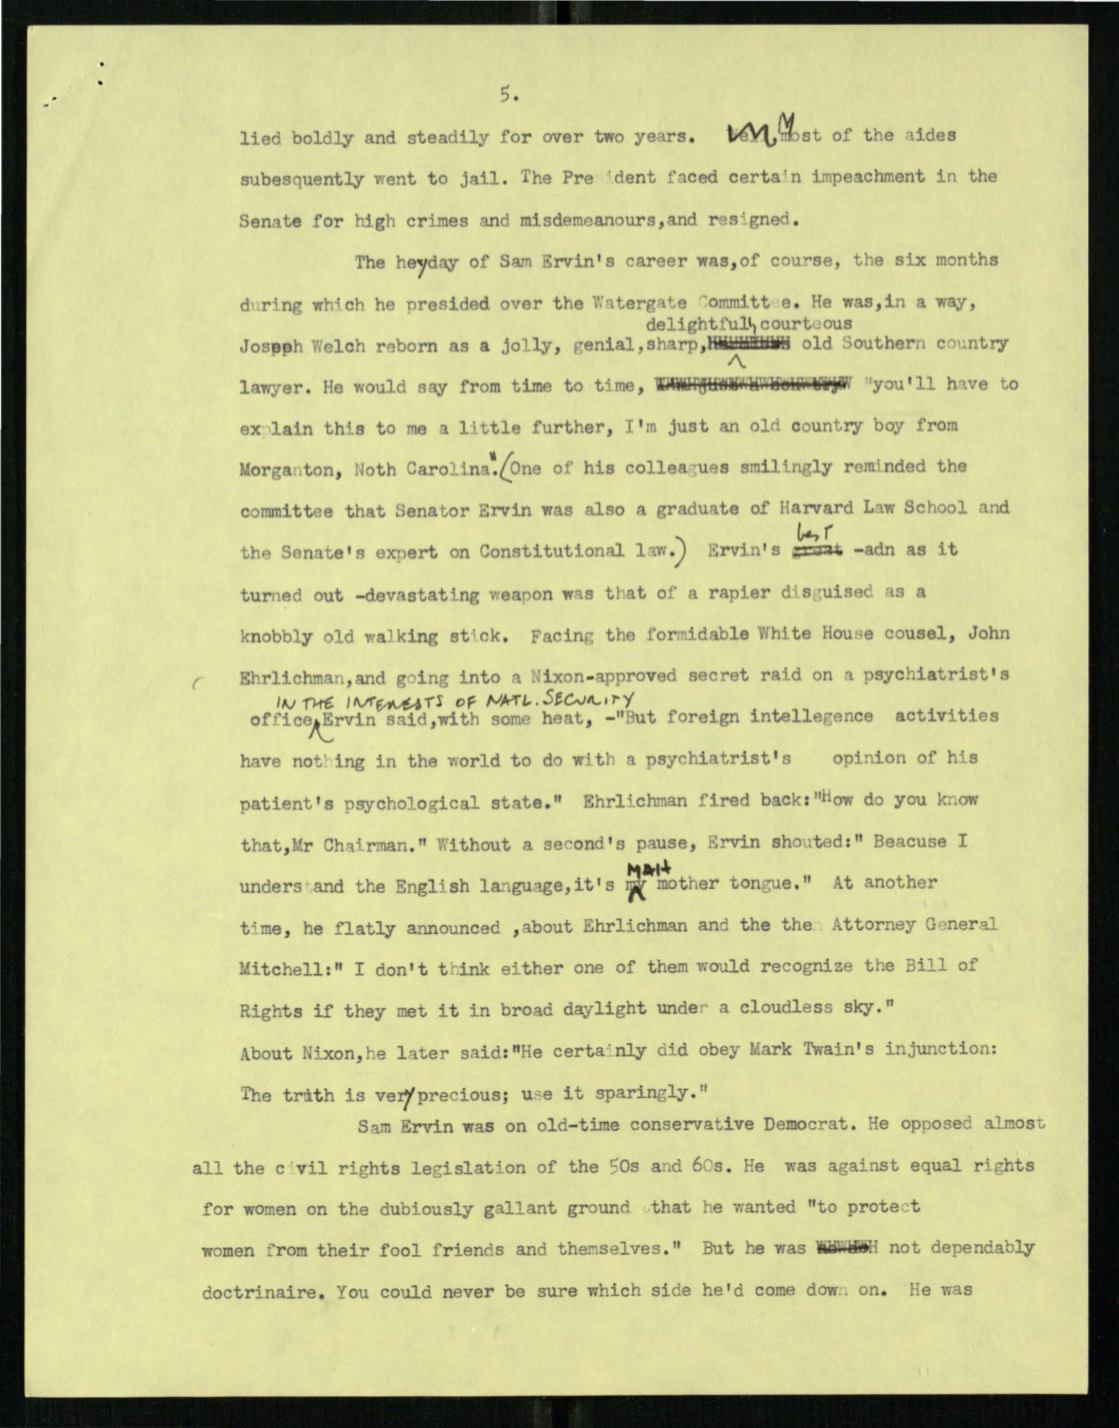 5.
lied boldly and steadily for over two years. Most of the aides
subesquently went to jail. The Pre ident faced certain impeachment in the
Senate for high crimes and misdemeanours,and resigned.
The heyday of Sam Ervin's career was,of course, the six months
during which he presided over the Watergate Committee. He was,in a way,
delightfully courteous
Joseph Welch reborn as a jolly, genial,sharp, old Southern country
lawyer. He would say from time to time, "you'll have to
explain this to me a little further, I'm just an old country boy from
Morganton, Noth Carolina". (One of his colleagues smilingly reminded the
committee that Senator Ervin was also a graduate of Harvard Law School and
best
the Senate's expert on Constitutional law.) Ervin's great -adn as it
turned out -devastating weapon was that of a rapier disguised as a
knobbly old walking stick. Facing the formidable White House cousel, John
Ehrlichman,and going into a Nixon-approved secret raid on a psychiatrist's
IN THE INTERESTS OF NATL. SECURITY
office, Ervin said,with some heat, -"But foreign intellegence activities
have nothing in the world to do with a psychiatrist's opinion of his
patient's psychological state." Ehrlichman fired back:"How do you know
that,Mr Chairman." Without a second's pause, Ervin shouted:" Beacuse I
MAH
understand the English language,it's my mother tongue." At another
time, he flatly announced ,about Ehrlichman and the then Attorney General
Mitchell:" I don't think either one of them would recognize the Bill of
Rights if they met it in broad daylight under a cloudless sky."
About Nixon,he later said:"He certainly did obey Mark Twain's injunction:
The truth is very precious; use it sparingly."
Sam Ervin was on old-time conservative Democrat. He opposed almost
all the civil rights legislation of the 50s and 60s. He was against equal rights
for women on the dubiously gallant ground that he wanted "to protect
women from their fool friends and themselves." But he was not dependably
doctrinaire. You could never be sure which side he'd come down on. He was